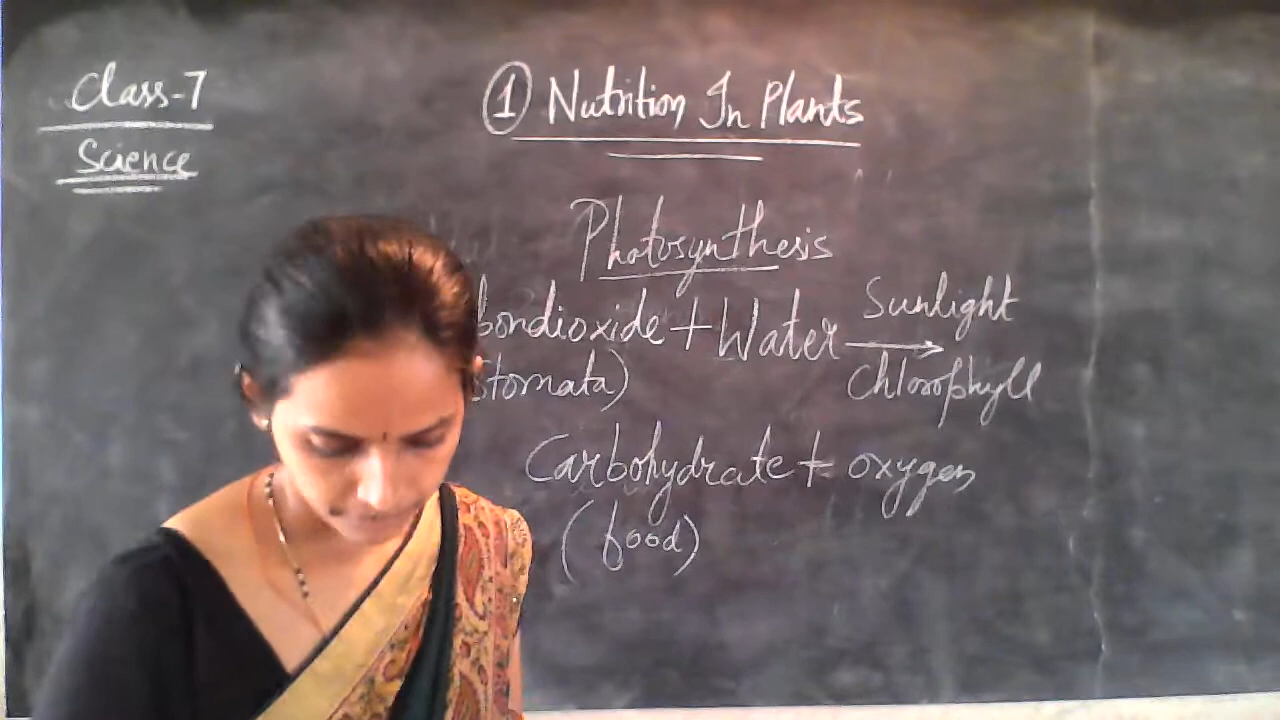 Class-7
Science
① Nutrition In Plants
Photosynthesis
bondioxide + Water → Sunlight
Stomata) Chlorophyll
Carbohydrate + oxygen
(food)